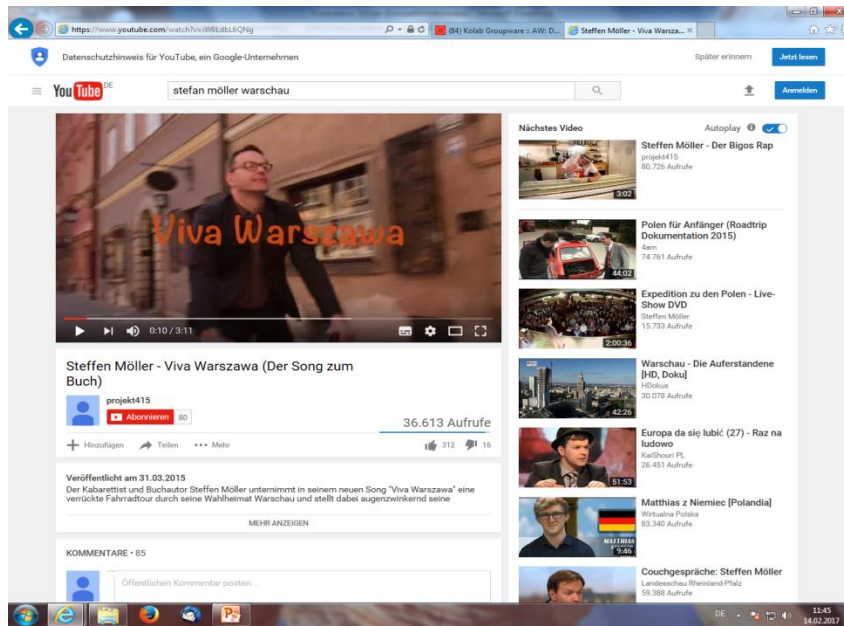 https://www.youtube.com/watch?v=iW6LdbL6QNg
(84) Kolab Groupware :: AW: D...
Steffen Möller - Viva Warsza...
Datenschutzhinweis für YouTube, ein Google-Unternehmen
Später erinnern
Jetzt lesen
YouTube DE
stefan möller warschau
Anmelden
Viva Warszawa
0:10 / 3:11
Steffen Möller - Viva Warszawa (Der Song zum
Buch)
projekt415
Abonnieren 80
36.613 Aufrufe
Hinzufügen Teilen ••• Mehr
312 16
Veröffentlicht am 31.03.2015
Der Kabarettist und Buchautor Steffen Möller unternimmt in seinem neuen Song "Viva Warszawa" eine
verrückte Fahrradtour durch seine Wahlheimat Warschau und stellt dabei augenzwinkernd seine
MEHR ANZEIGEN
KOMMENTARE • 85
Öffentlichen Kommentar posten...
Nächstes Video
Autoplay
Steffen Möller - Der Bigos Rap
projekt415
80.726 Aufrufe
3:02
Polen für Anfänger (Roadtrip
Dokumentation 2015)
4arn
74.761 Aufrufe
44:02
Expedition zu den Polen - Live-
Show DVD
Steffen Möller
15.733 Aufrufe
2:00:36
Warschau - Die Auferstandene
[HD, Doku]
HDokus
30.078 Aufrufe
42:26
Europa da się lubić (27) - Raz na
ludowo
KaiShouri PL
26.451 Aufrufe
51:53
Matthias z Niemiec [Polandia]
Wirtualna Polska
83.340 Aufrufe
MATTHIAS
9:46
Couchgespräche: Steffen Möller
Landesschau Rheinland-Pfalz
59.388 Aufrufe
DE
11:45
14.02.2017